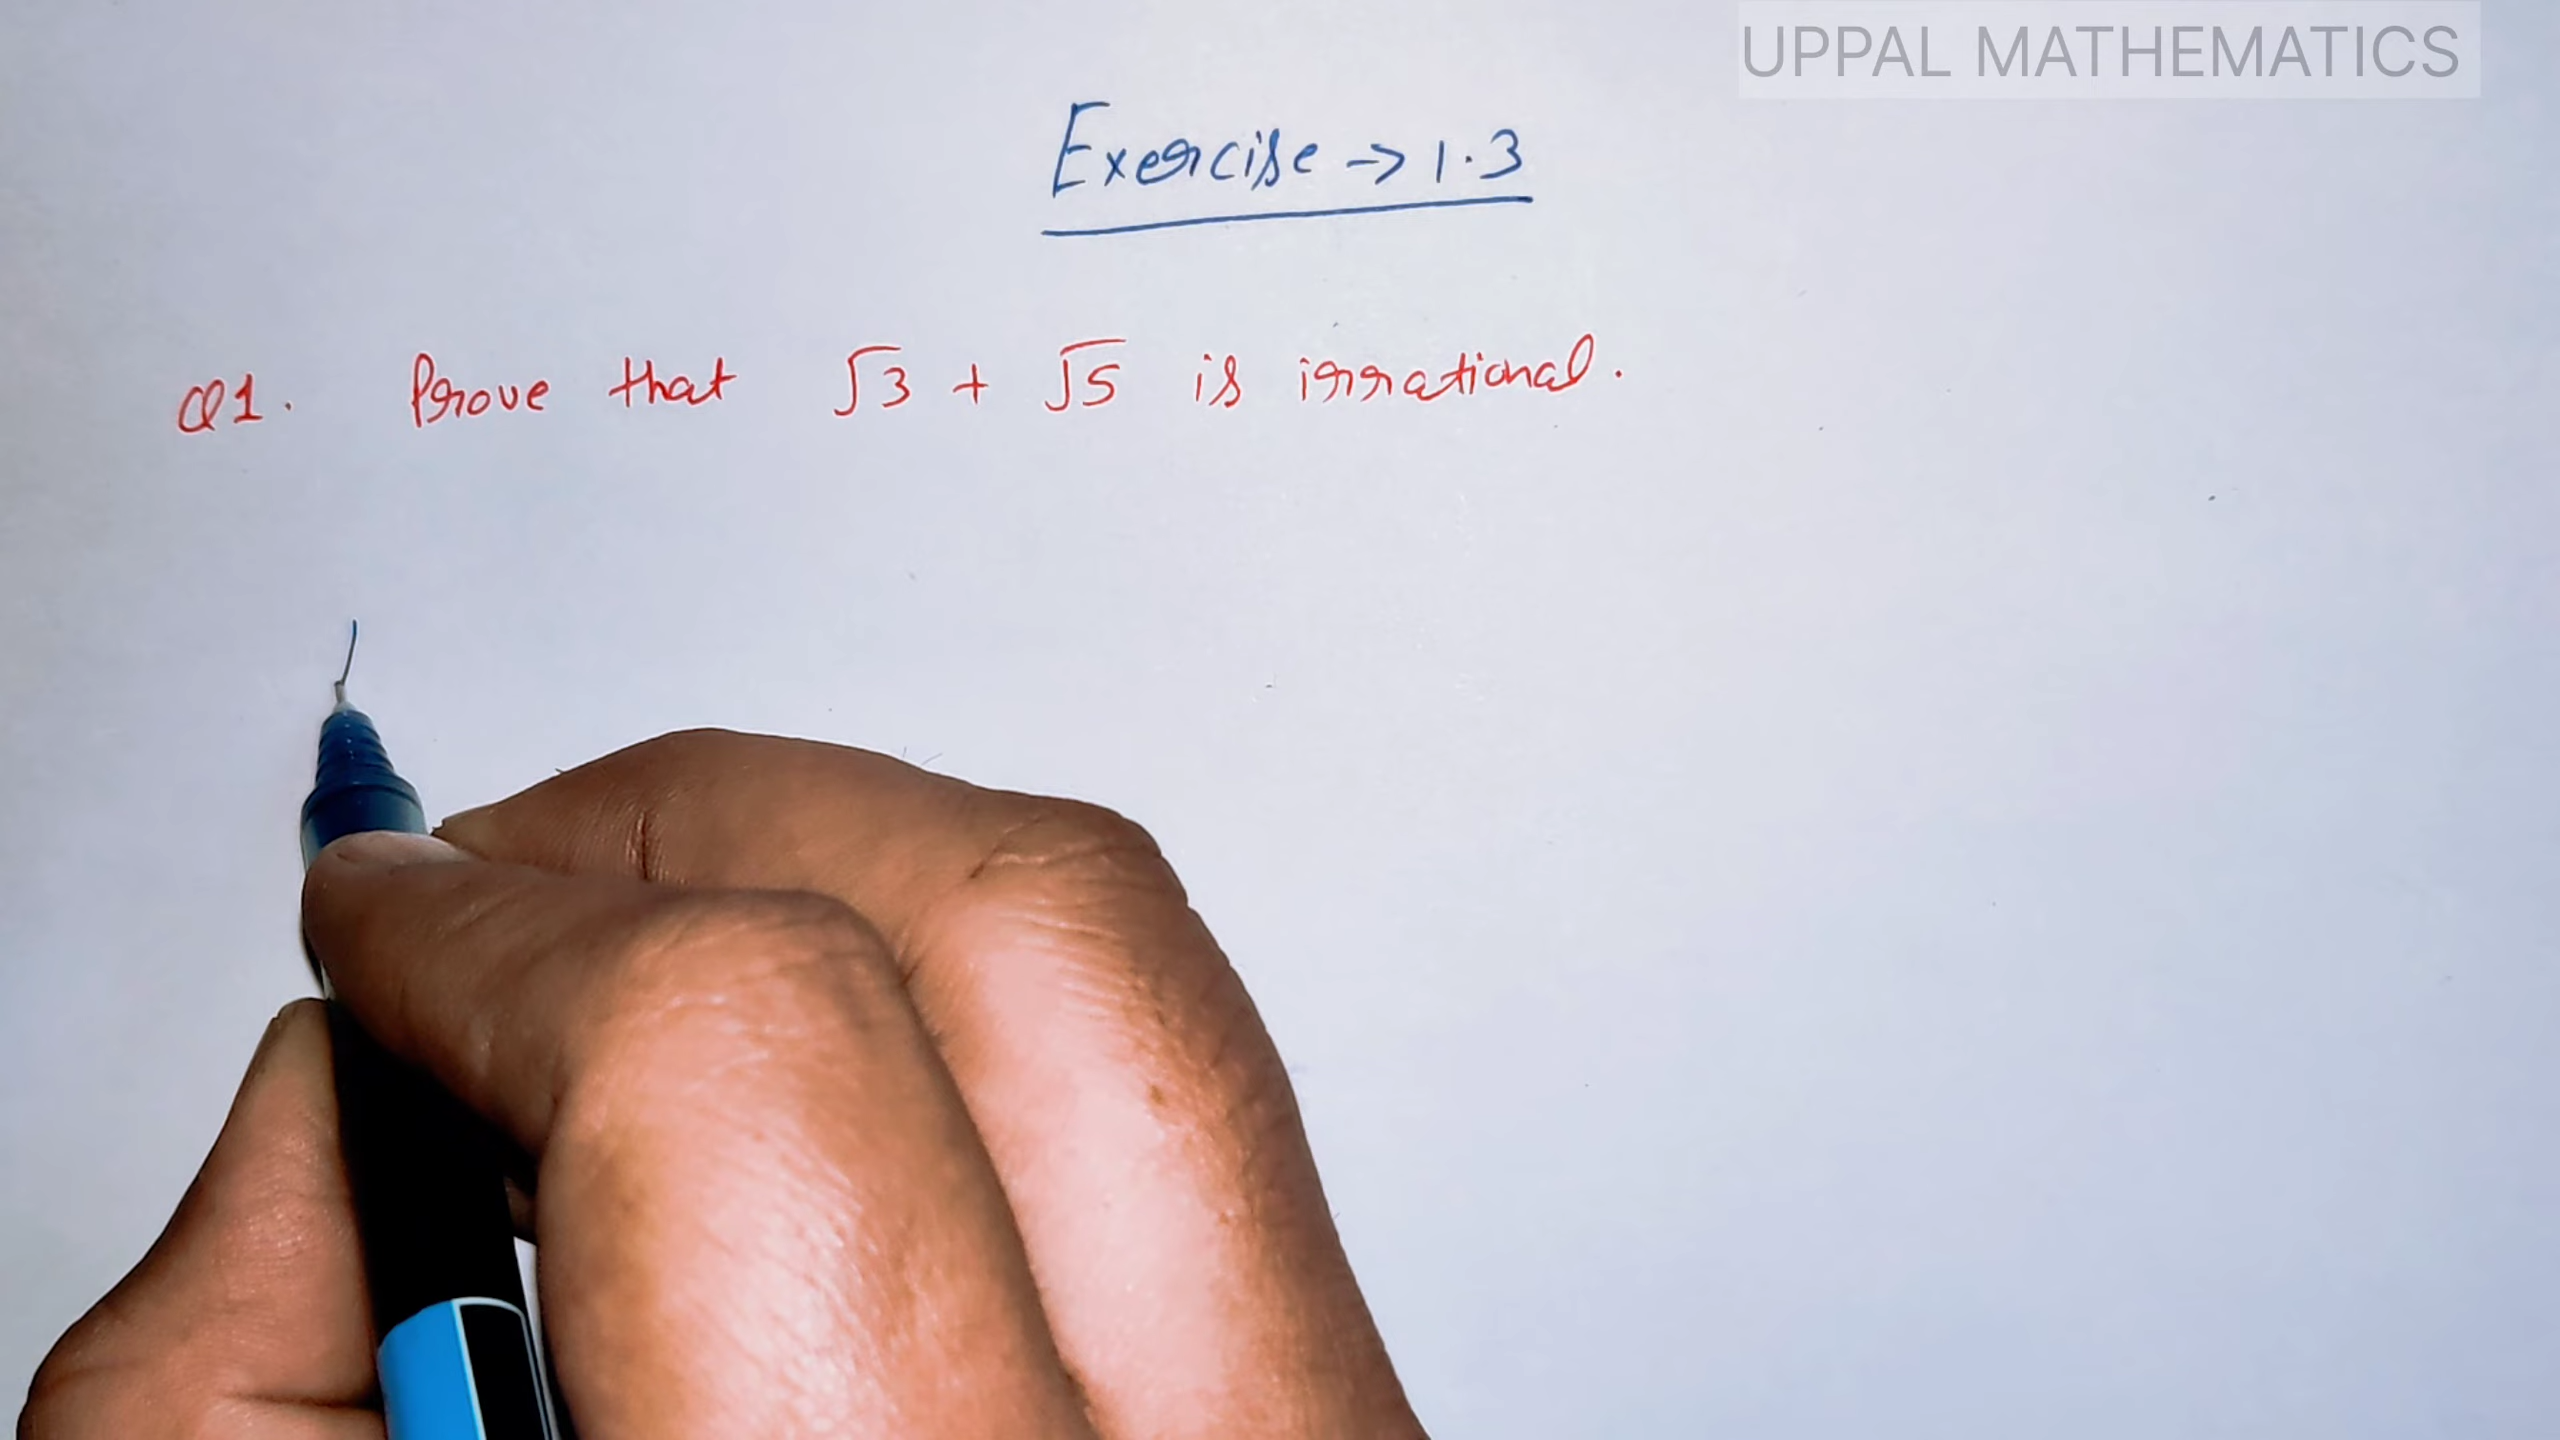 UPPAL MATHEMATICS
Exercise → 1.3
Q1. Prove that √3 + √5 is irrational.